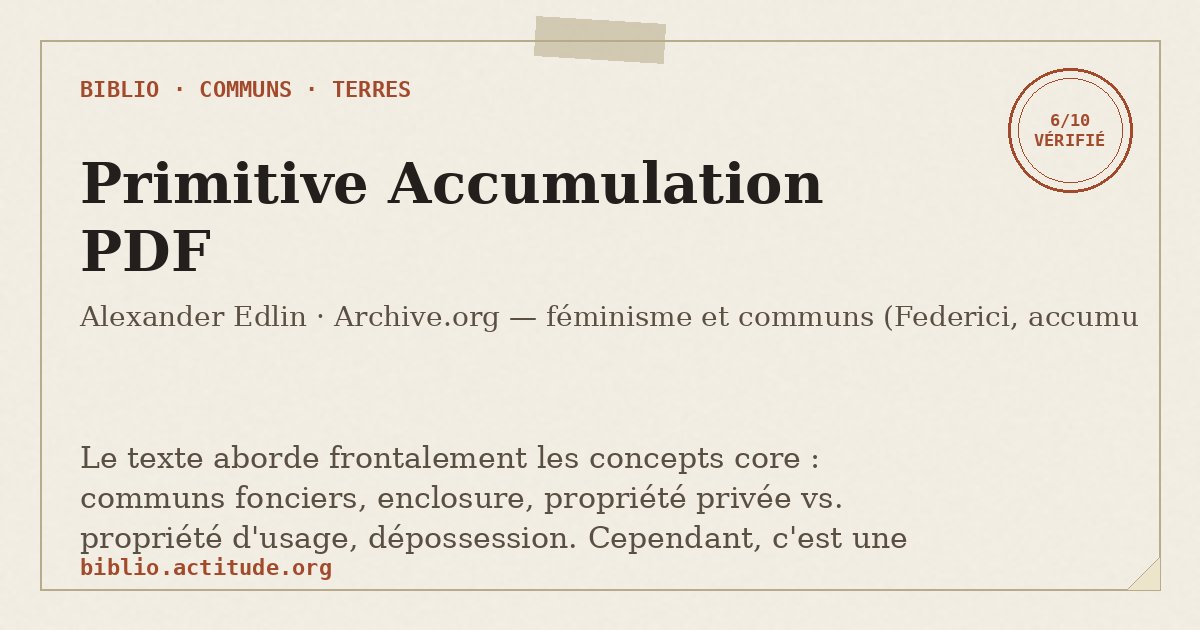 BIBLIO · COMMUNS · TERRES
6/10
VÉRIFIÉ
Primitive Accumulation
PDF
Alexander Edlin · Archive.org — féminisme et communs (Federici, accumu
Le texte aborde frontalement les concepts core :
communs fonciers, enclosure, propriété privée vs.
propriété d'usage, dépossession. Cependant, c'est une
biblio.actitude.org